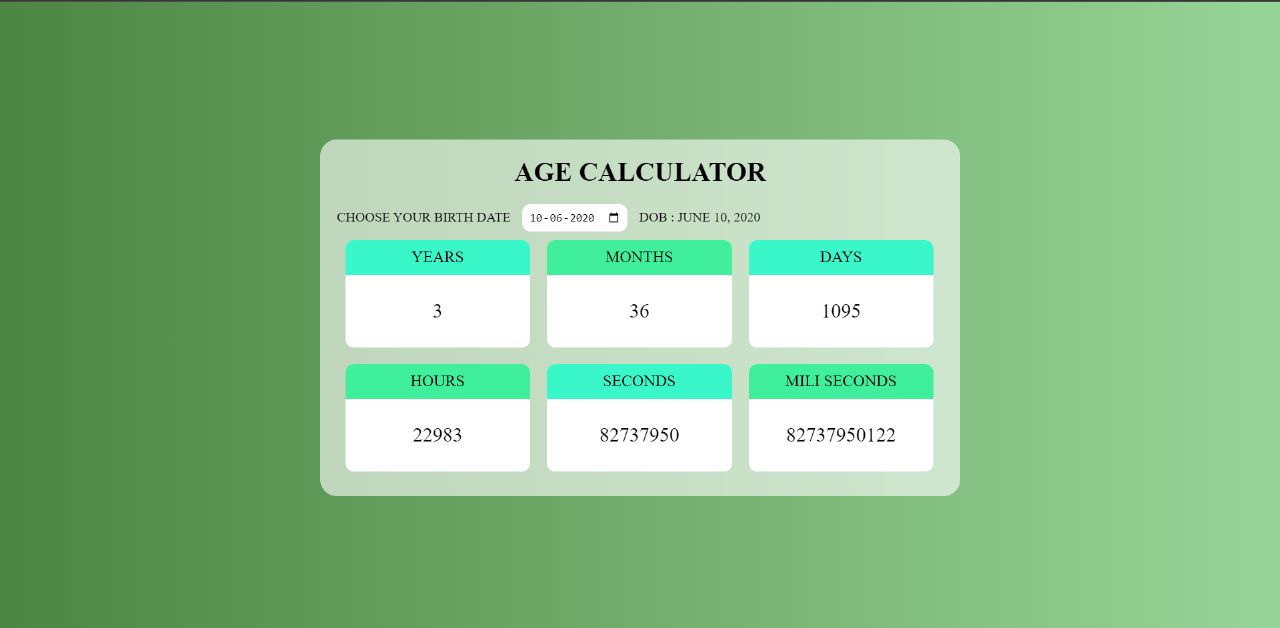 AGE CALCULATOR
CHOOSE YOUR BIRTH DATE 10-06-2020 DOB : JUNE 10, 2020
YEARS MONTHS DAYS
3 36 1095
HOURS SECONDS MILI SECONDS
22983 82737950 82737950122